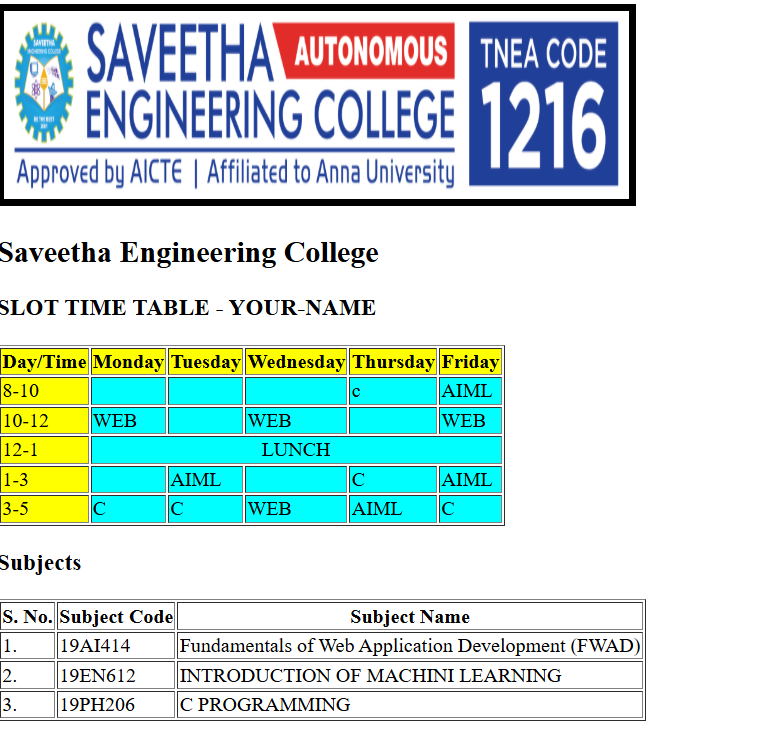 SAVEETHA AUTONOMOUS
ENGINEERING COLLEGE
Approved by AICTE | Affiliated to Anna University
TNEA CODE
1216
Saveetha Engineering College
SLOT TIME TABLE - YOUR-NAME
Day/Time Monday Tuesday Wednesday Thursday Friday
8-10 c AIML
10-12 WEB WEB WEB
12-1 LUNCH
1-3 AIML C AIML
3-5 C C WEB AIML C
Subjects
S. No. Subject Code Subject Name
1. 19AI414 Fundamentals of Web Application Development (FWAD)
2. 19EN612 INTRODUCTION OF MACHINI LEARNING
3. 19PH206 C PROGRAMMING